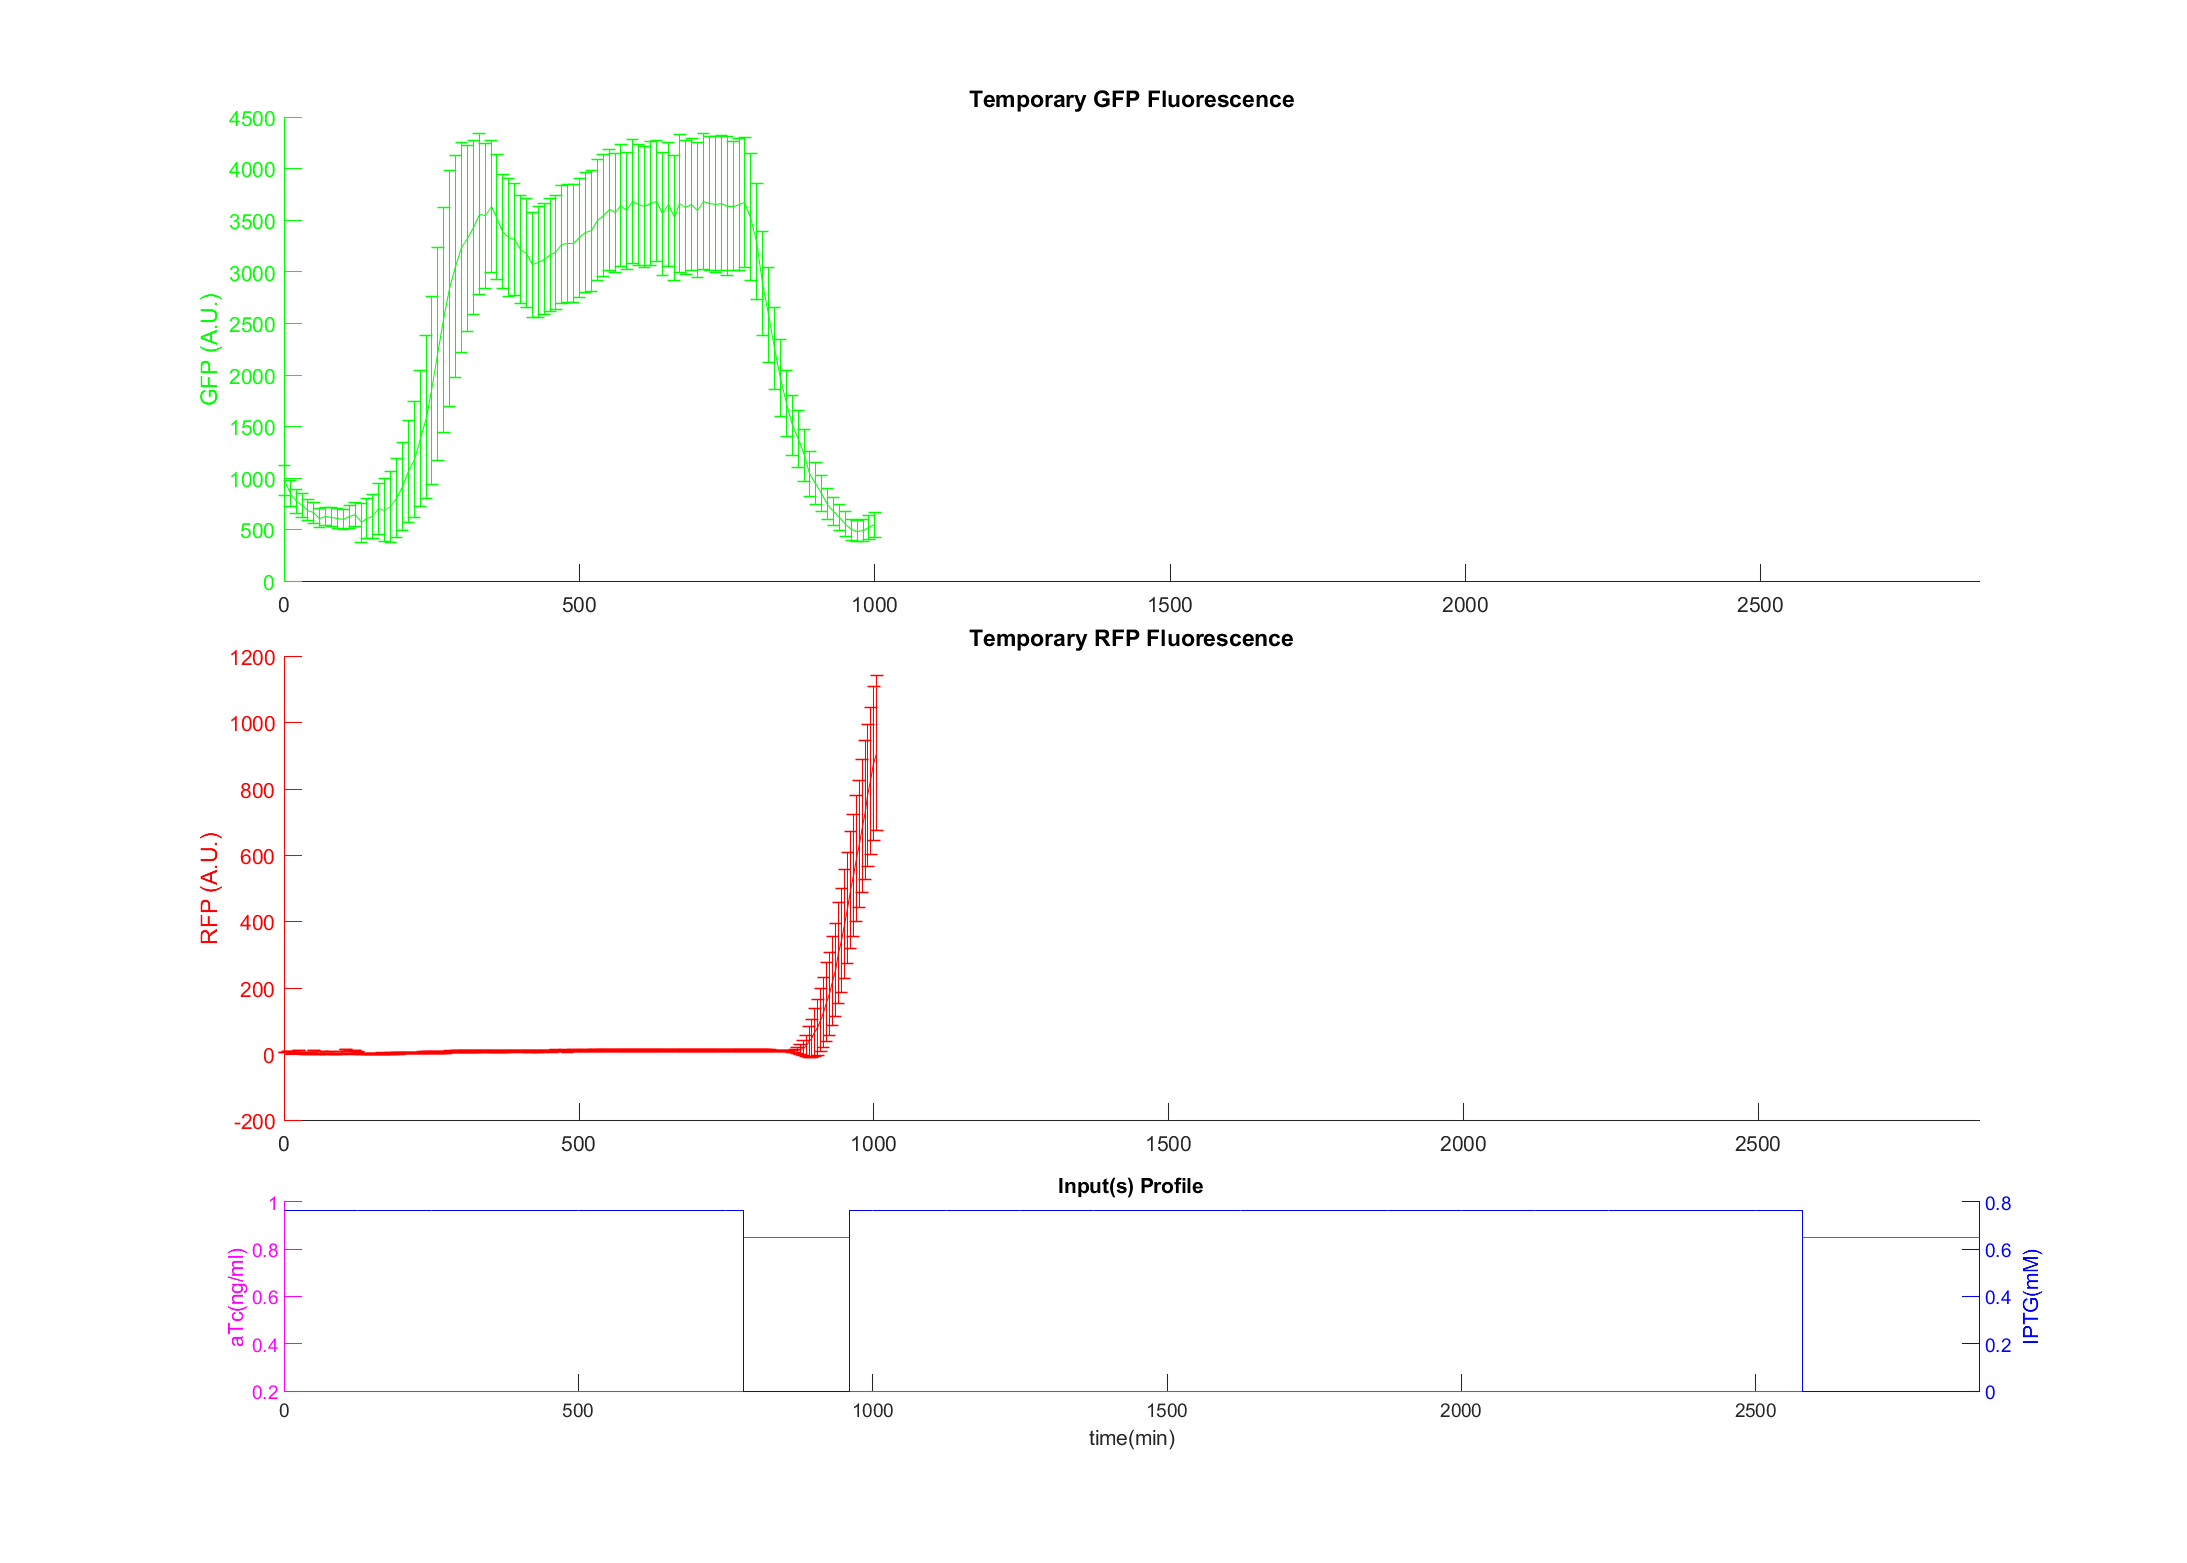 Temporary GFP Fluorescence
4500
4000
3500
3000
2500
2000
1500
1000
500
0
GFP (A.U.)
0 500 1000 1500 2000 2500
Temporary RFP Fluorescence
1200
1000
800
600
400
200
0
-200
RFP (A.U.)
0 500 1000 1500 2000 2500
Input(s) Profile
1
0.8
0.6
0.4
0.2
aTc(ng/ml)
0.8
0.6
0.4
0.2
0
IPTG(mM)
0 500 1000 1500 2000 2500
time(min)